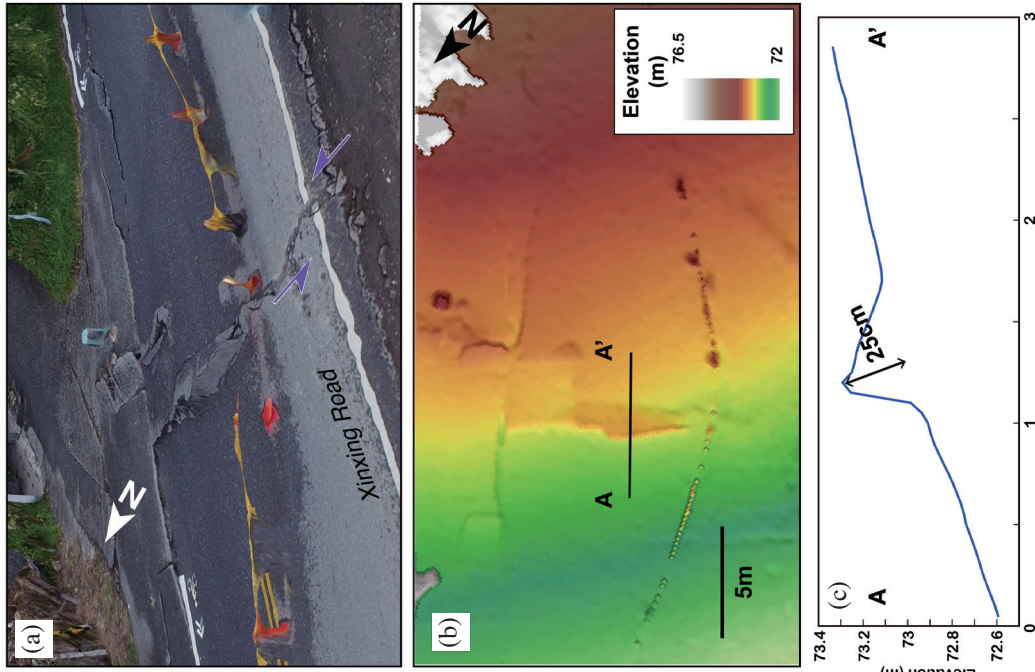 (a)
N
Xinxing Road
(b)
N
Elevation
(m)
76.5
72
A
A'
5m
(c)
A
A'
25cm
73.4
73.2
73
72.8
72.6
Elevation (m)
0
1
2
3